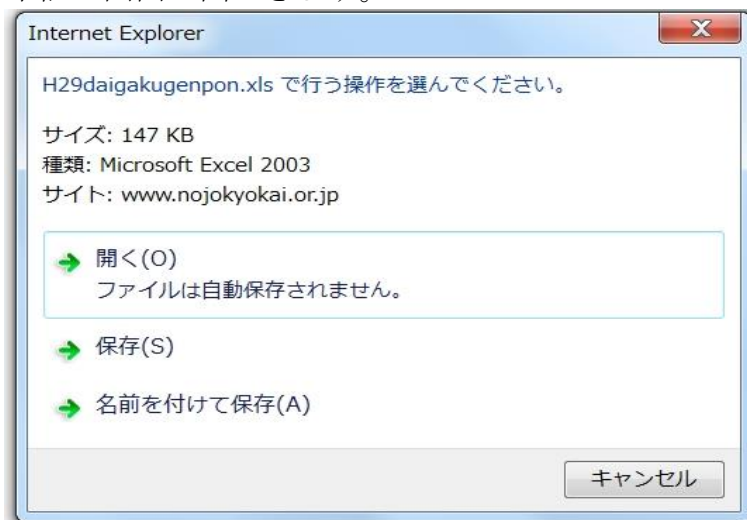 Internet Explorer
X
H29daigakugenpon.xls で行う操作を選んでください。
サイズ: 147 KB
種類: Microsoft Excel 2003
サイト: www.nojokyokai.or.jp
開く(O)
ファイルは自動保存されません。
保存(S)
名前を付けて保存(A)
キャンセル